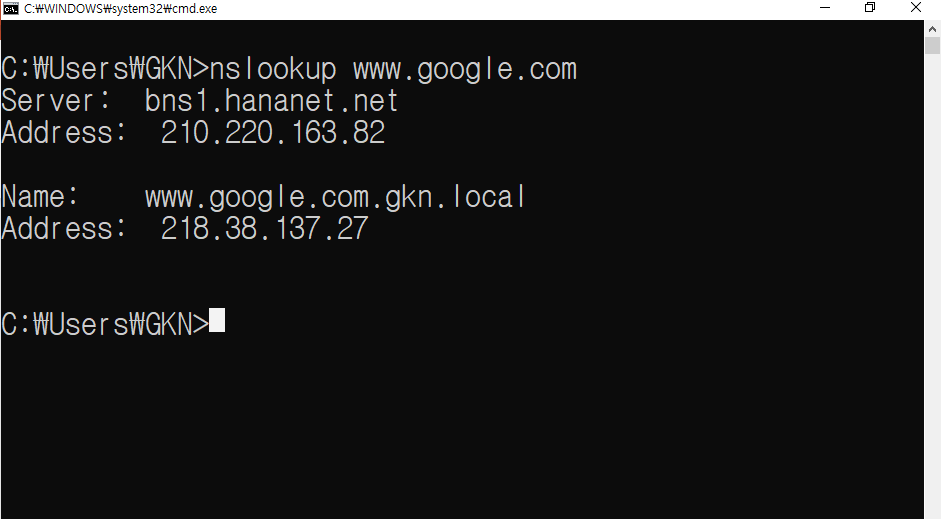 C:\WINDOWS\system32\cmd.exe
C:₩Users₩GKN>nslookup www.google.com
Server:  bns1.hananet.net
Address:  210.220.163.82
Name:    www.google.com.gkn.local
Address:  218.38.137.27
C:₩Users₩GKN>